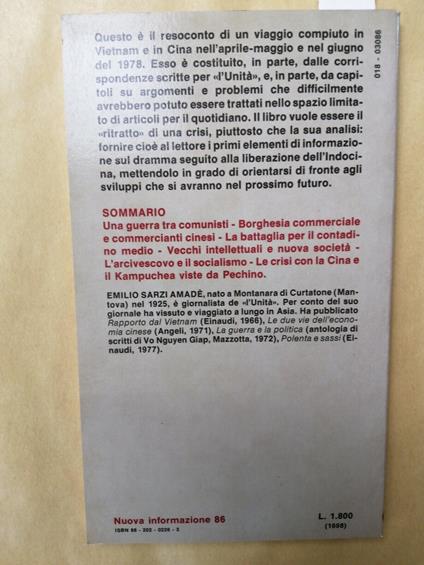 Questo è il resoconto di un viaggio compiuto in
Vietnam e in Cina nell'aprile-maggio e nel giugno
del 1978. Esso è costituito, in parte, dalle corri-
spondenze scritte per «l'Unità», e, in parte, da capi-
toli su argomenti e problemi che difficilmente
avrebbero potuto essere trattati nello spazio limita-
to di articoli per il quotidiano. Il libro vuole essere il
«ritratto» di una crisi, piuttosto che la sua analisi:
fornire cioè al lettore i primi elementi di informazio-
ne sul dramma seguito alla liberazione dell'Indoci-
na, mettendolo in grado di orientarsi di fronte agli
sviluppi che si avranno nel prossimo futuro.
018 - 03086
SOMMARIO
Una guerra tra comunisti - Borghesia commerciale
e commercianti cinesi - La battaglia per il contadi-
no medio - Vecchi intellettuali e nuova società -
L'arcivescovo e il socialismo - Le crisi con la Cina e
il Kampuchea viste da Pechino.
EMILIO SARZI AMADÈ, nato a Montanara di Curtatone (Man-
tova) nel 1925, è giornalista de «l'Unità». Per conto del suo
giornale ha vissuto e viaggiato a lungo in Asia. Ha pubblicato
Rapporto dal Vietnam (Einaudi, 1966), Le due vie dell'econo-
mia cinese (Angeli, 1971), La guerra e la politica (antologia di
scritti di Vo Nguyen Giap, Mazzotta, 1972), Polenta e sassi (Ei-
naudi, 1977).
Nuova informazione 86
ISBN 88 - 202 - 0226 - 2
L. 1.800
(1698)